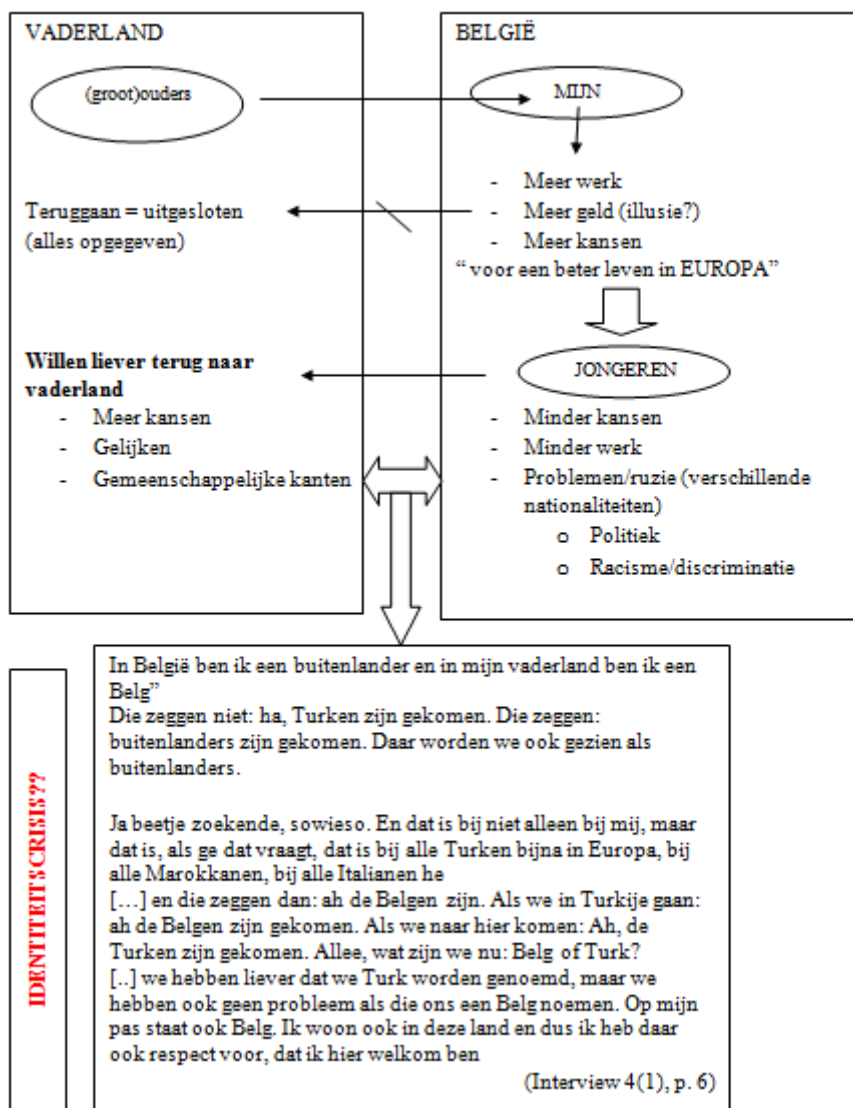 VADERLAND
(groot)ouders
Teruggaan = uitgesloten
(alles opgegeven)
Willen liever terug naar
vaderland
- Meer kansen
- Gelijken
- Gemeenschappelijke kanten
BELGIË
MIJN
- Meer werk
- Meer geld (illusie?)
- Meer kansen
“ voor een beter leven in EUROPA”
JONGEREN
- Minder kansen
- Minder werk
- Problemen/ruzie (verschillende
nationaliteiten)
o Politiek
o Racisme/discriminatie
IDENTITEITSCRISIS??
In België ben ik een buitenlander en in mijn vaderland ben ik een
Belg”
Die zeggen niet: ha, Turken zijn gekomen. Die zeggen:
buitenlanders zijn gekomen. Daar worden we ook gezien als
buitenlanders.
Ja beetje zoekende, sowieso. En dat is bij niet alleen bij mij, maar
dat is, als ge dat vraagt, dat is bij alle Turken bijna in Europa, bij
alle Marokkanen, bij alle Italianen he
[…] en die zeggen dan: ah de Belgen zijn. Als we in Turkije gaan:
ah de Belgen zijn gekomen. Als we naar hier komen: Ah, de
Turken zijn gekomen. Allee, wat zijn we nu: Belg of Turk?
[..] we hebben liever dat we Turk worden genoemd, maar we
hebben ook geen probleem als die ons een Belg noemen. Op mijn
pas staat ook Belg. Ik woon ook in deze land en dus ik heb daar
ook respect voor, dat ik hier welkom ben
(Interview 4(1), p. 6)